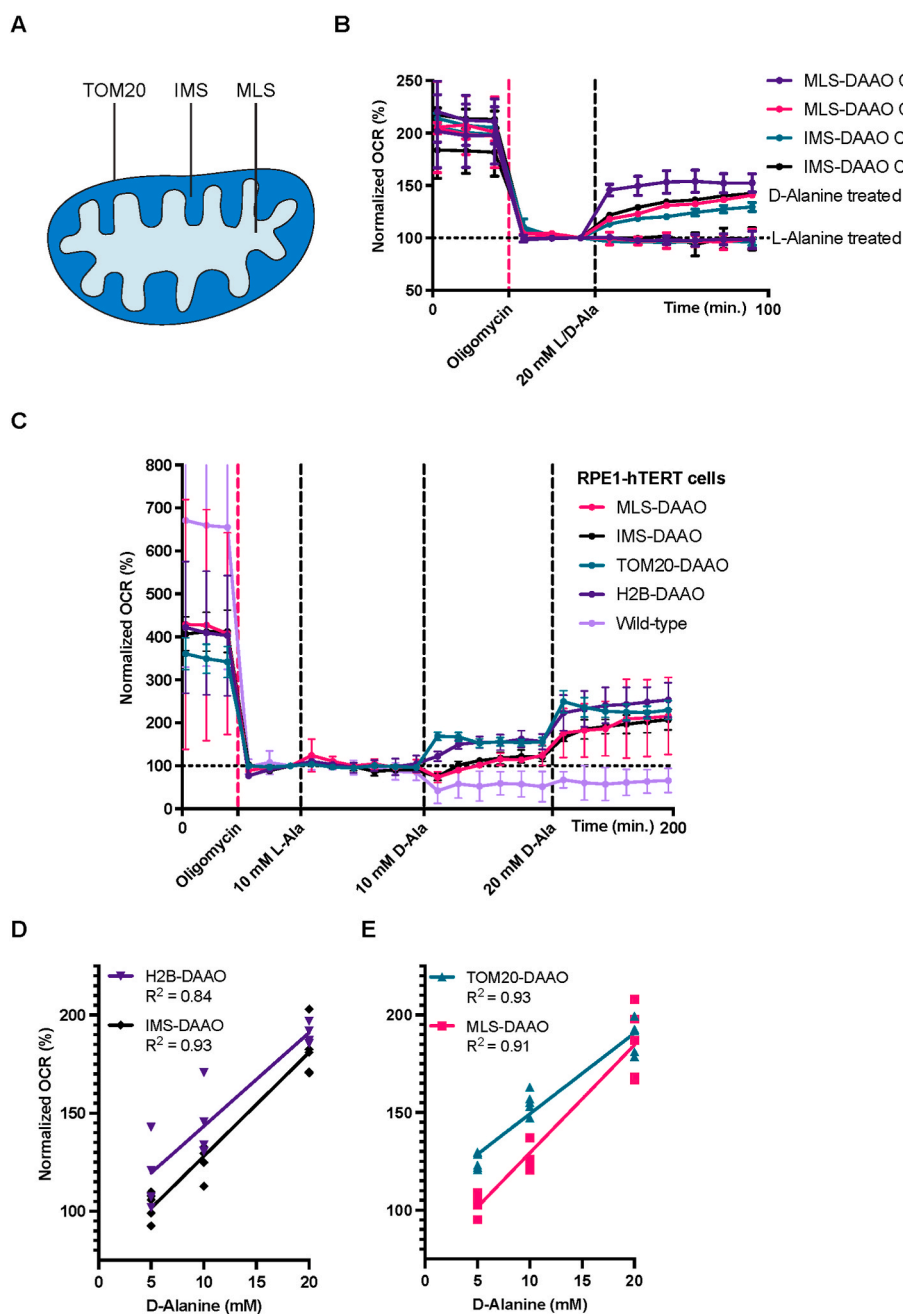 A
TOM20 IMS MLS
B
Normalized OCR (%)
250
200
150
100
50
0
Time (min.)
100
Oligomycin
20 mM L/D-Ala
MLS-DAAO C
MLS-DAAO C
IMS-DAAO C
IMS-DAAO C
D-Alanine treated
L-Alanine treated
C
Normalized OCR (%)
800
700
600
500
400
300
200
100
0
0
Time (min.) 200
Oligomycin
10 mM L-Ala
10 mM D-Ala
20 mM D-Ala
RPE1-hTERT cells
MLS-DAAO
IMS-DAAO
TOM20-DAAO
H2B-DAAO
Wild-type
D
Normalized OCR (%)
200
150
100
H2B-DAAO
R² = 0.84
IMS-DAAO
R² = 0.93
0 5 10 20
D-Alanine (mM)
E
200
150
100
TOM20-DAAO
R² = 0.93
MLS-DAAO
R² = 0.91
0 5 10 20
D-Alanine (mM)